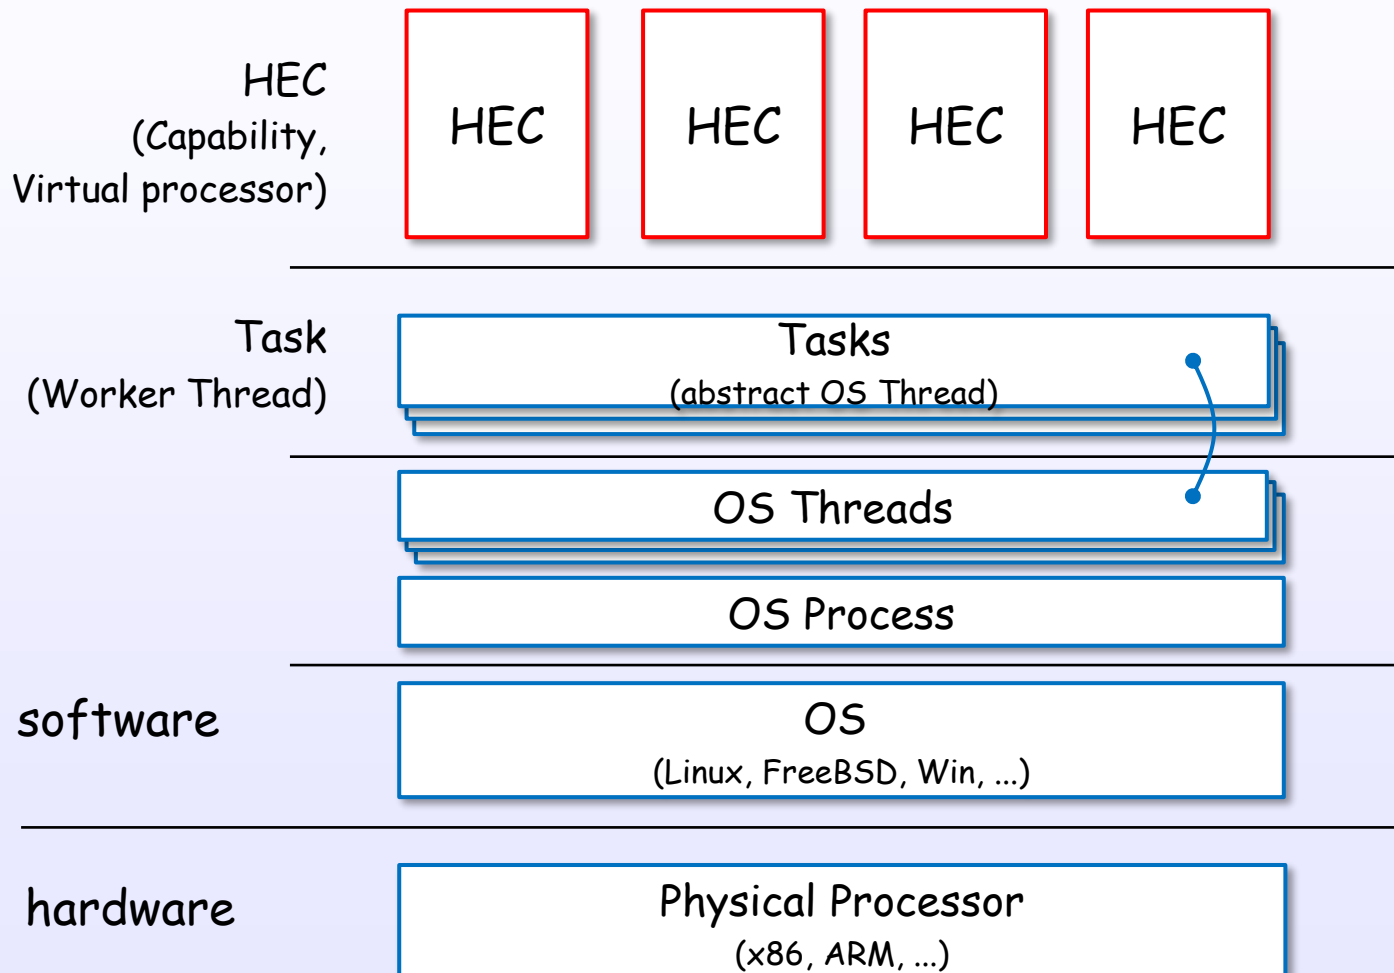 HEC
(Capability,
Virtual processor)
HEC
HEC
HEC
HEC
Task
(Worker Thread)
Tasks
(abstract OS Thread)
OS Threads
OS Process
software
OS
(Linux, FreeBSD, Win, ...)
hardware
Physical Processor
(x86, ARM, ...)